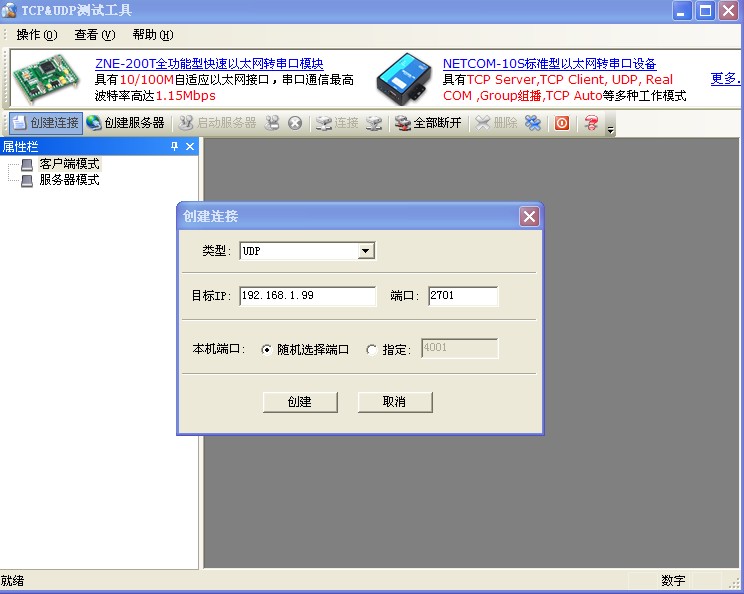 TCP&UDP测试工具
操作(O) 查看(V) 帮助(H)
ZNE-200T全功能型快速以太网转串口模块
具有10/100M自适应以太网接口，串口通信最高
波特率高达1.15Mbps
NETCOM-10S标准型以太网转串口设备
具有TCP Server,TCP Client, UDP, Real
COM ,Group组播,TCP Auto等多种工作模式
更多.
创建连接 创建服务器 启动服务器 连接 全部断开 删除
属性栏
客户端模式
服务器模式
创建连接
类型: UDP
目标IP: 192.168.1.99 端口: 2701
本机端口: 随机选择端口 指定: 4001
创建 取消
就绪 数字